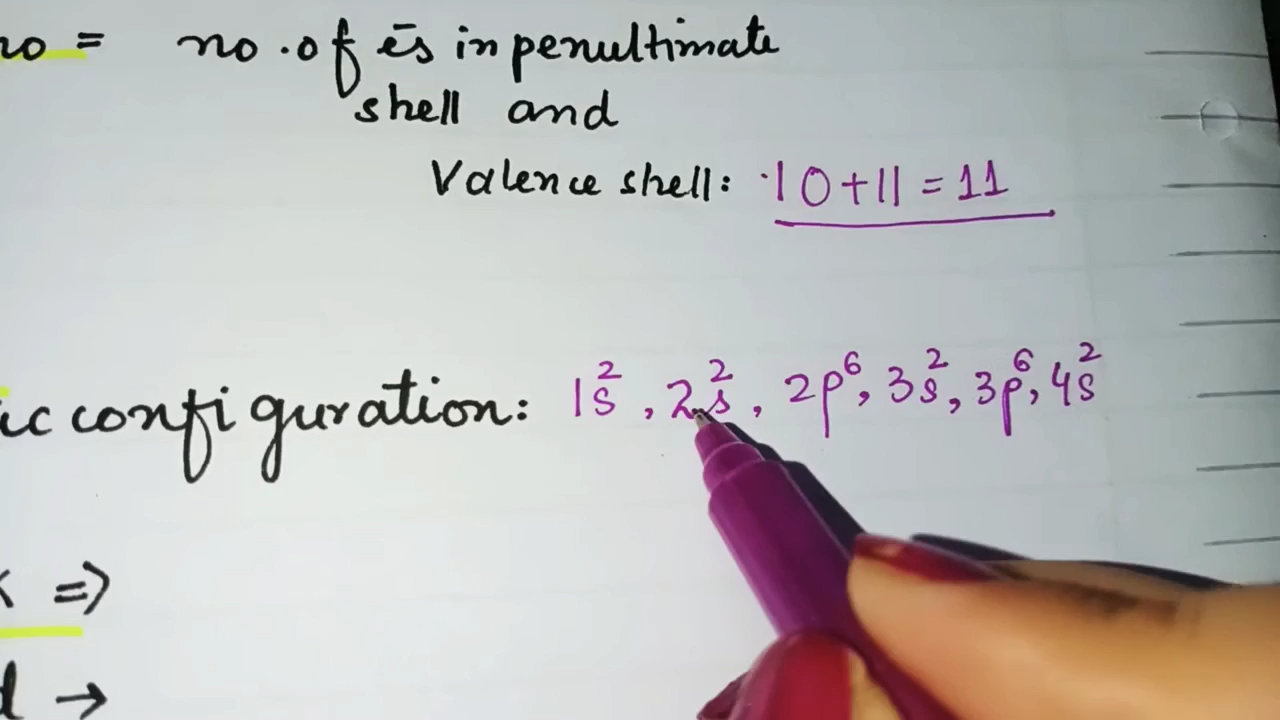 no = no. of ēs in penultimate
shell and
Valence shell: 10+11 = 11
ic configuration: 1s², 2s², 2p⁶, 3s², 3p⁶, 4s²
=>
d →